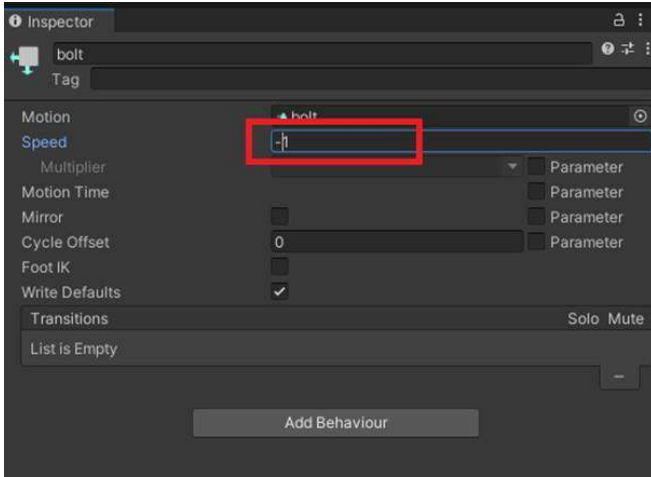 Inspector
bolt
Tag
Motion bolt
Speed -1
Multiplier Parameter
Motion Time Parameter
Mirror Parameter
Cycle Offset 0 Parameter
Foot IK
Write Defaults
Transitions Solo Mute
List is Empty
Add Behaviour